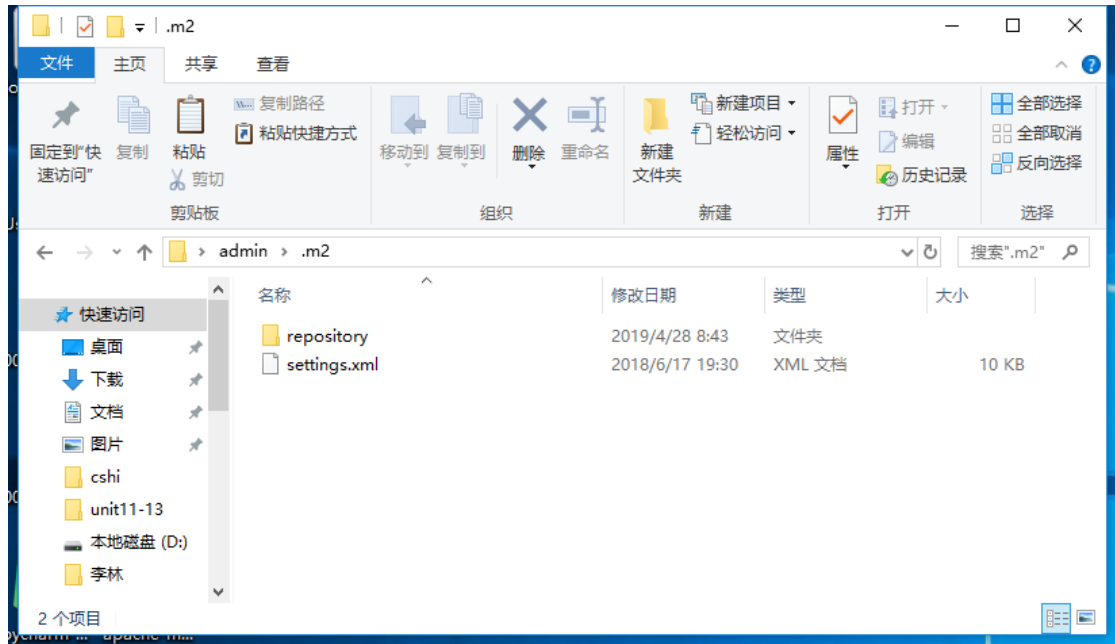 .m2
文件 主页 共享 查看
固定到"快速访问"
复制
粘贴
复制路径
粘贴快捷方式
剪切
剪贴板
移动到
复制到
删除
重命名
组织
新建文件夹
新建项目
轻松访问
新建
属性
打开
编辑
历史记录
打开
全部选择
全部取消
反向选择
选择
admin › .m2
搜索".m2"
名称 修改日期 类型 大小
repository 2019/4/28 8:43 文件夹
settings.xml 2018/6/17 19:30 XML 文档 10 KB
快速访问
桌面
下载
文档
图片
cshi
unit11-13
本地磁盘 (D:)
李林
2 个项目